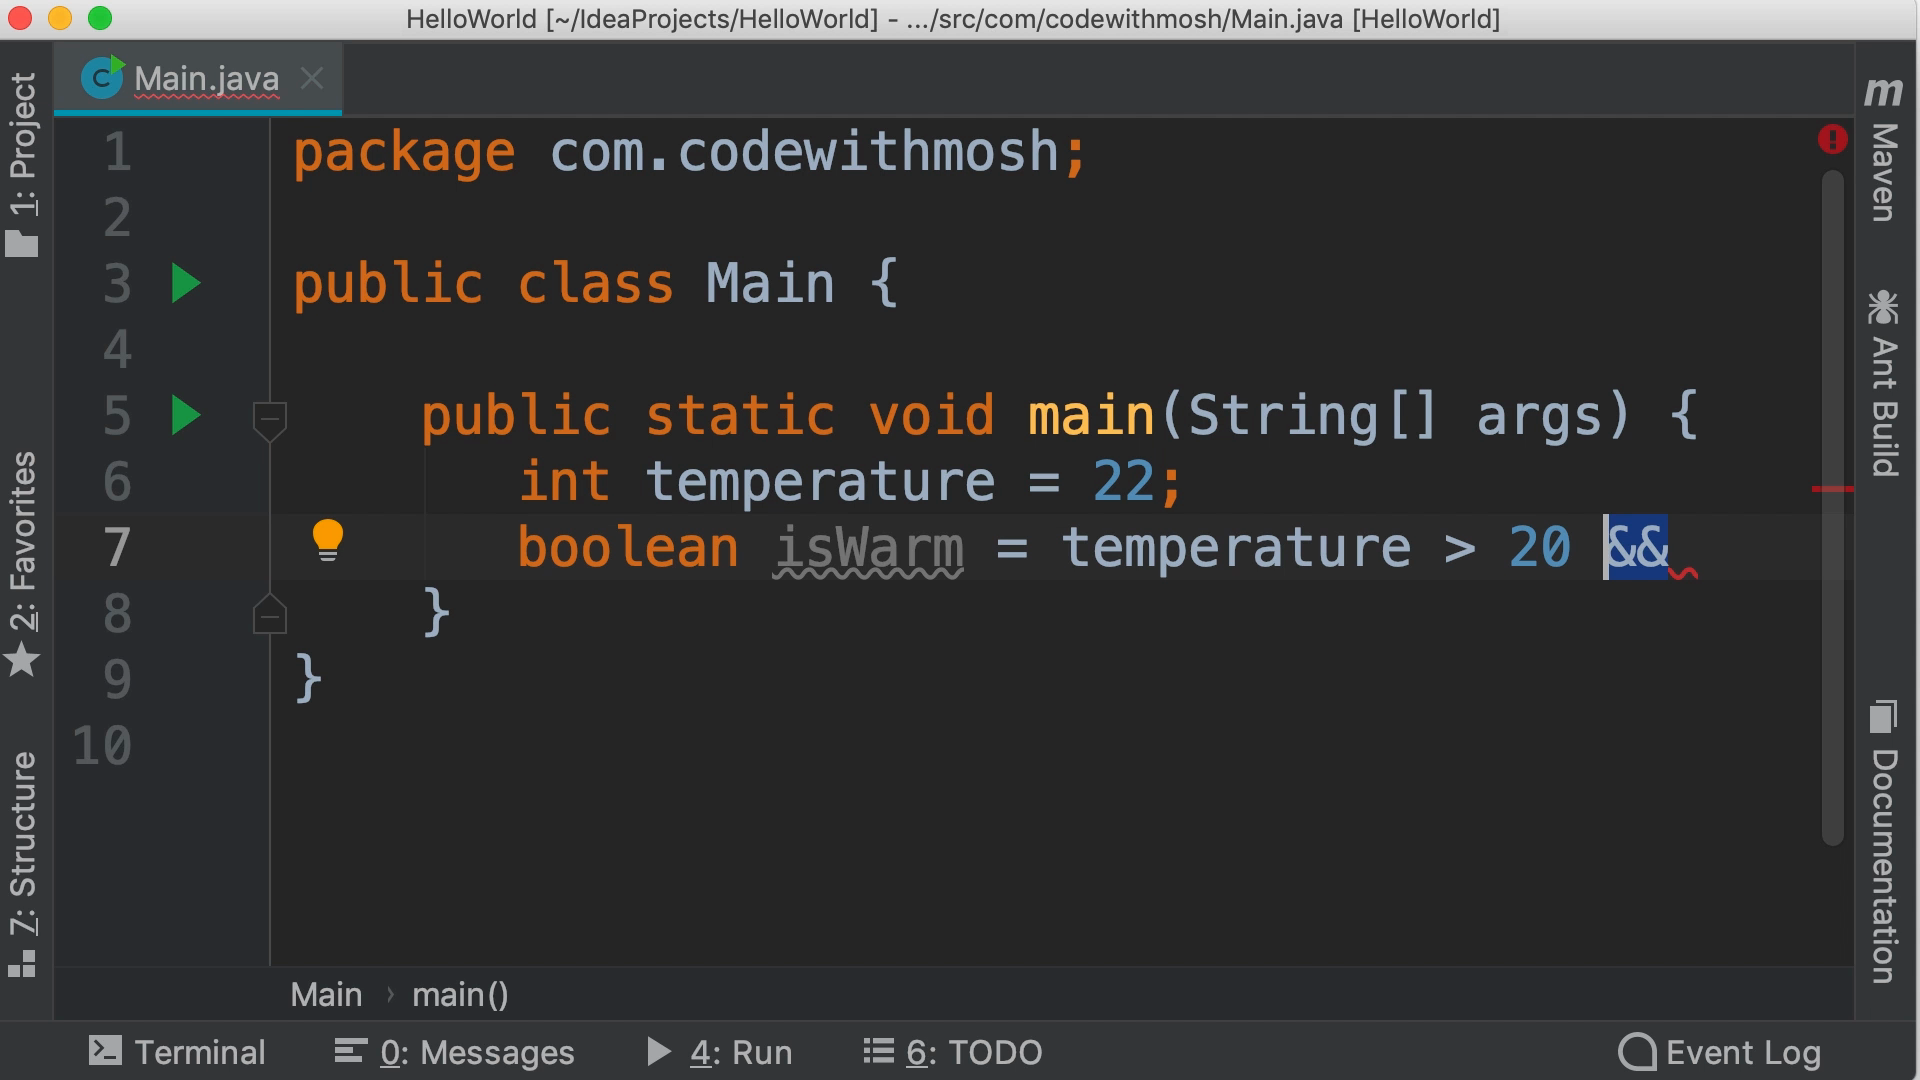 HelloWorld [~/IdeaProjects/HelloWorld] - .../src/com/codewithmosh/Main.java [HelloWorld]
1: Project
2: Favorites
7: Structure
C Main.java
1 package com.codewithmosh;
2
3 public class Main {
4
5 public static void main(String[] args) {
6 int temperature = 22;
7 boolean isWarm = temperature > 20 &&
8 }
9 }
10
m Maven
Ant Build
Documentation
Main › main()
Terminal 0: Messages 4: Run 6: TODO Event Log